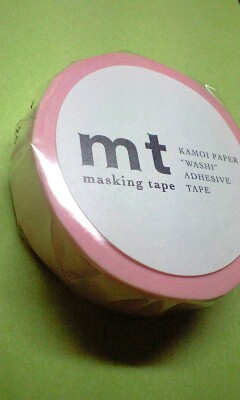 mt
masking tape
KAMOI PAPER
"WASHI"
ADHESIVE
TAPE.